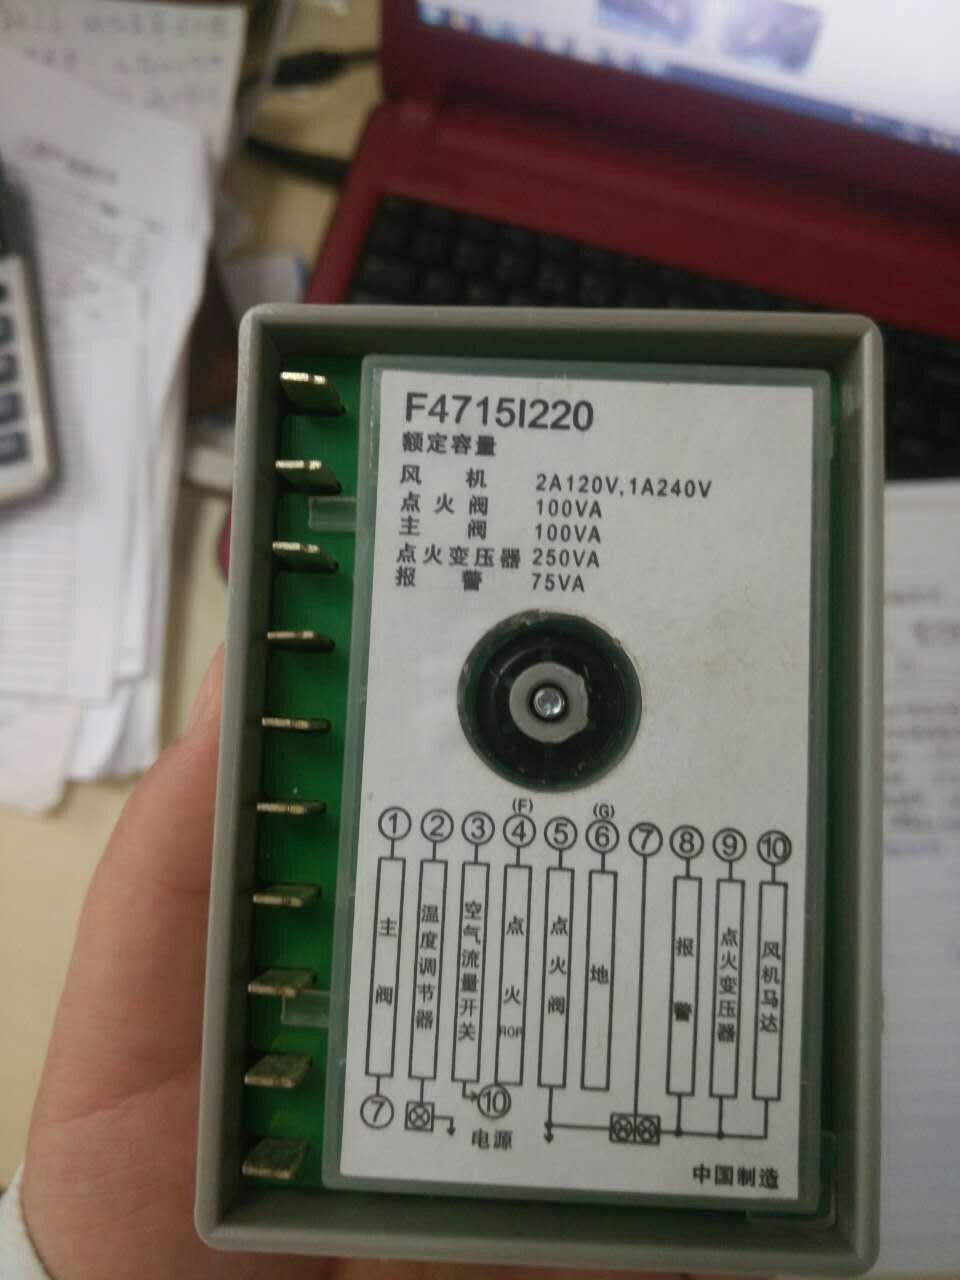 F4715I220
额定容量
风机 2A120V,1A240V
点火阀 100VA
主阀 100VA
点火变压器 250VA
报警 75VA
(F) (G)
① ② ③ ④ ⑤ ⑥ ⑦ ⑧ ⑨ ⑩
主阀
温度调节器
空气流量开关
点火 ROP
点火阀
地
报警
点火变压器
风机马达
⑦ ⑩
电源
中国制造